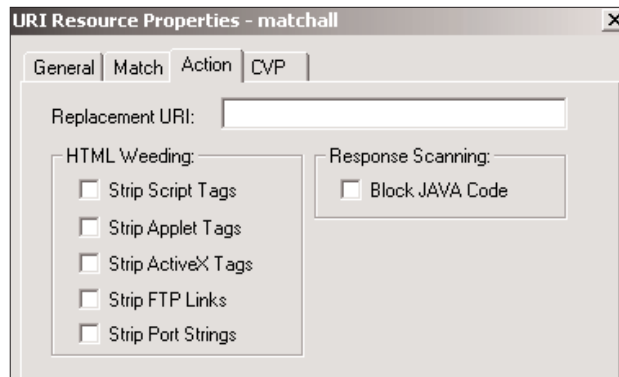 URI Resource Properties - matchall
General Match Action CVP
Replacement URI:
HTML Weeding:
Strip Script Tags
Strip Applet Tags
Strip ActiveX Tags
Strip FTP Links
Strip Port Strings
Response Scanning:
Block JAVA Code